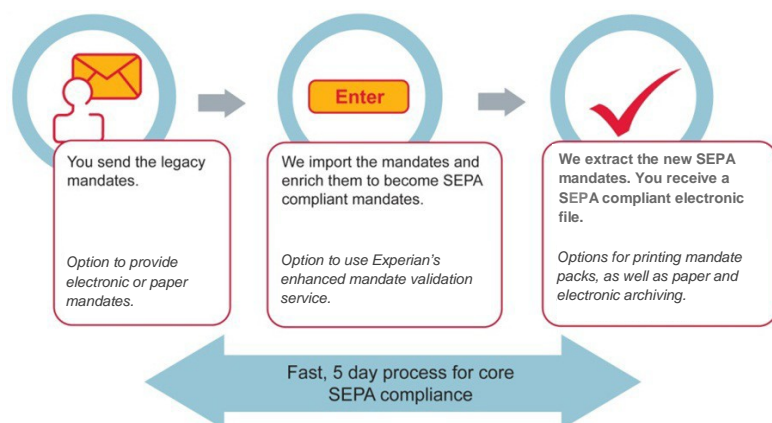 Enter
You send the legacy
mandates.
Option to provide
electronic or paper
mandates.
We import the mandates and
enrich them to become SEPA
compliant mandates.
Option to use Experian's
enhanced mandate validation
service.
We extract the new SEPA
mandates. You receive a
SEPA compliant electronic
file.
Options for printing mandate
packs, as well as paper and
electronic archiving.
Fast, 5 day process for core
SEPA compliance